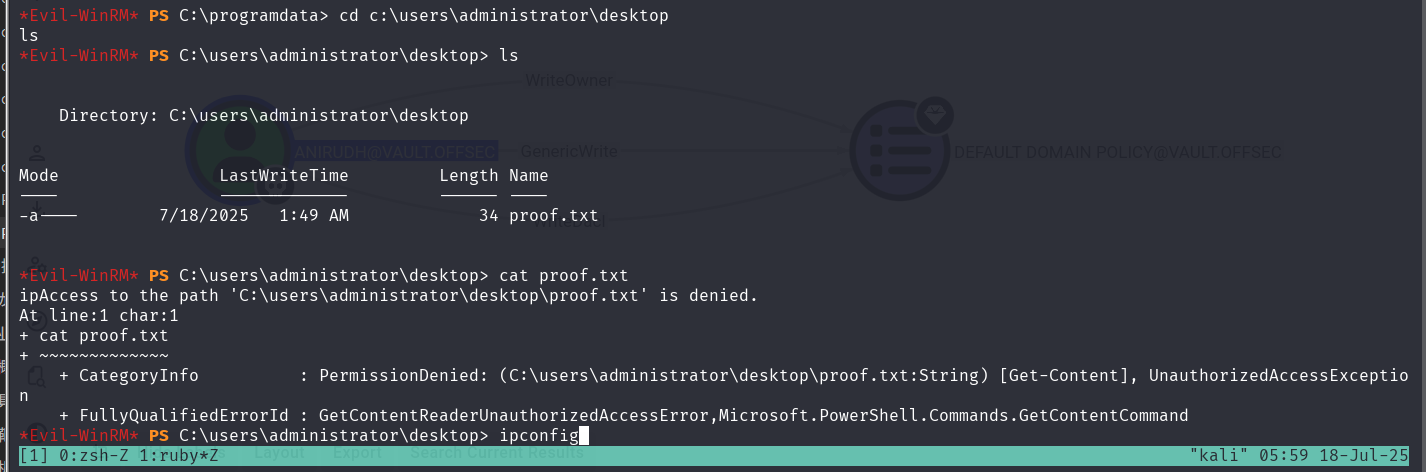 *Evil-WinRM* PS C:\programdata> cd c:\users\administrator\desktop
ls
*Evil-WinRM* PS C:\users\administrator\desktop> ls
WriteOwner
Directory: C:\users\administrator\desktop
ANIRUDH@VAULT.OFFSEC GenericWrite DEFAULT DOMAIN POLICY@VAULT.OFFSEC
Mode LastWriteTime Length Name
---- ------------- ------ ----
-a---- 7/18/2025 1:49 AM 34 proof.txt
WriteDacl
*Evil-WinRM* PS C:\users\administrator\desktop> cat proof.txt
ipAccess to the path 'C:\users\administrator\desktop\proof.txt' is denied.
At line:1 char:1
+ cat proof.txt
+ ~~~~~~~~~~~~~
+ CategoryInfo : PermissionDenied: (C:\users\administrator\desktop\proof.txt:String) [Get-Content], UnauthorizedAccessExceptio
n
+ FullyQualifiedErrorId : GetContentReaderUnauthorizedAccessError,Microsoft.PowerShell.Commands.GetContentCommand
*Evil-WinRM* PS C:\users\administrator\desktop> ipconfig
[1] 0:zsh-Z 1:ruby*Z "kali" 05:59 18-Jul-25
Layout Export Search Current Results